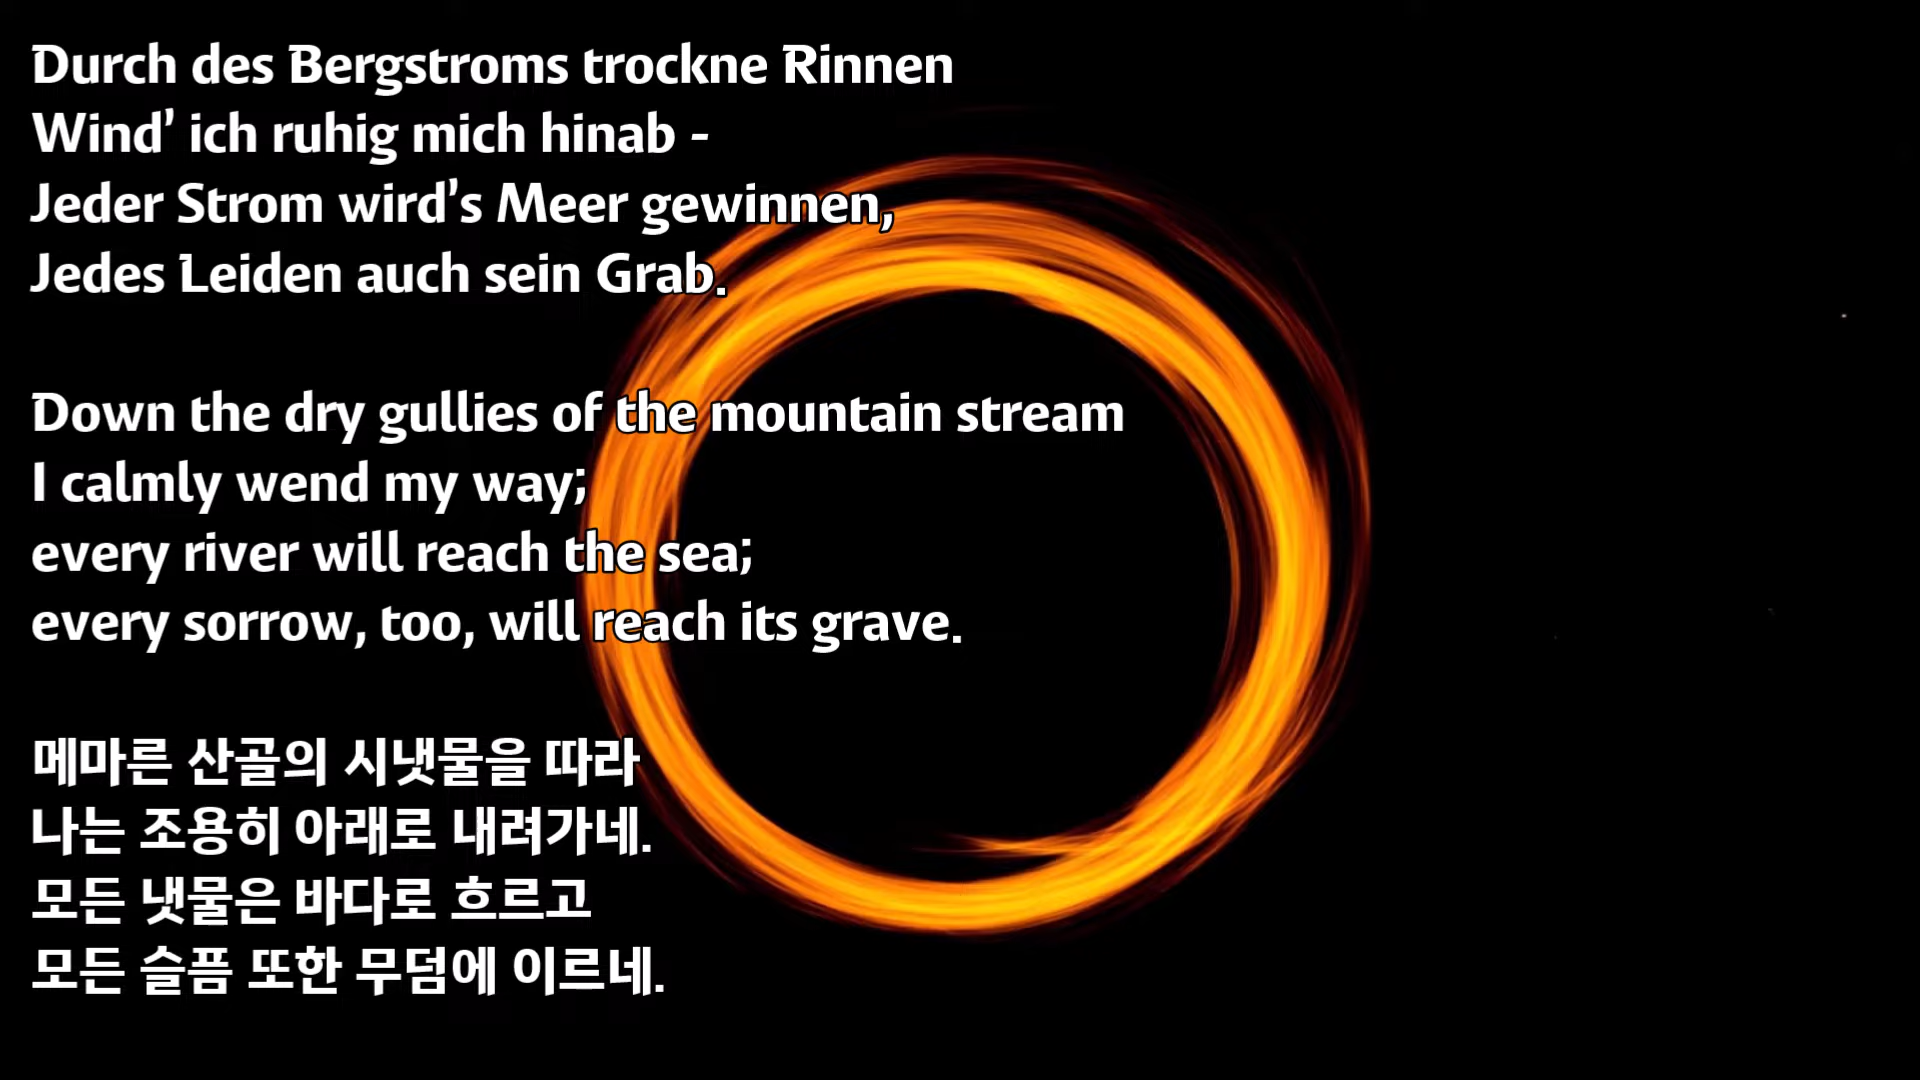 Durch des Bergstroms trockne Rinnen
Wind’ ich ruhig mich hinab -
Jeder Strom wird’s Meer gewinnen,
Jedes Leiden auch sein Grab.
Down the dry gullies of the mountain stream
I calmly wend my way;
every river will reach the sea;
every sorrow, too, will reach its grave.
메마른 산골의 시냇물을 따라
나는 조용히 아래로 내려가네.
모든 냇물은 바다로 흐르고
모든 슬픔 또한 무덤에 이르네.